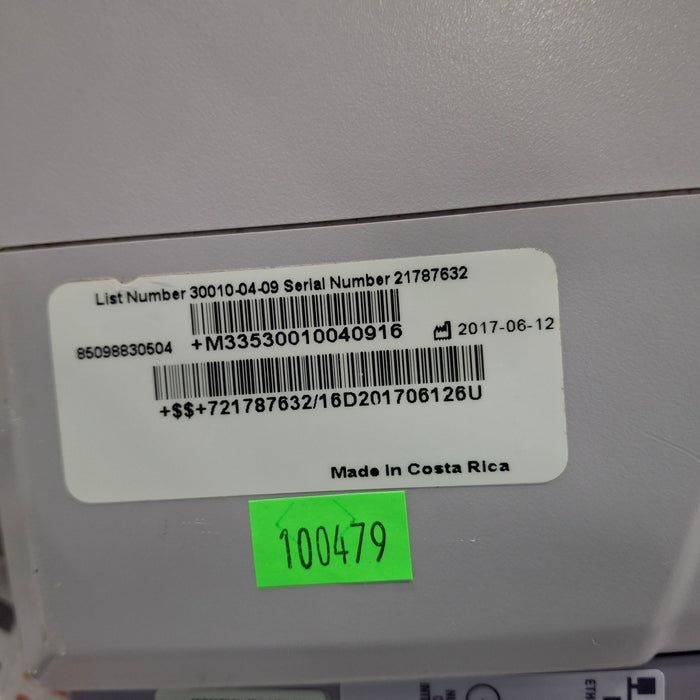 List Number 30010-04-09 Serial Number 21787632
+M33530010040916
2017-06-12
85098830504
+$$+721787632/16D201706126U
Made in Costa Rica
100479